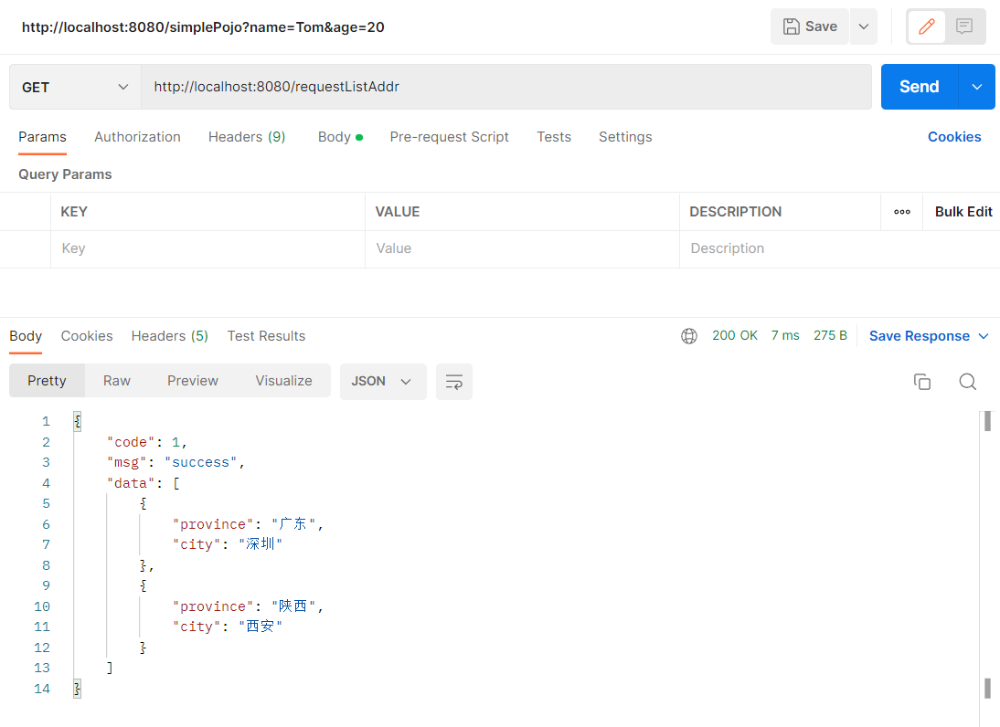 http://localhost:8080/simplePojo?name=Tom&age=20 Save
GET http://localhost:8080/requestListAddr Send
Params Authorization Headers (9) Body Pre-request Script Tests Settings Cookies
Query Params
KEY VALUE DESCRIPTION Bulk Edit
Key Value Description
Body Cookies Headers (5) Test Results 200 OK 7 ms 275 B Save Response
Pretty Raw Preview Visualize JSON
1 {
2 "code": 1,
3 "msg": "success",
4 "data": [
5 {
6 "province": "广东",
7 "city": "深圳"
8 },
9 {
10 "province": "陕西",
11 "city": "西安"
12 }
13 ]
14 }